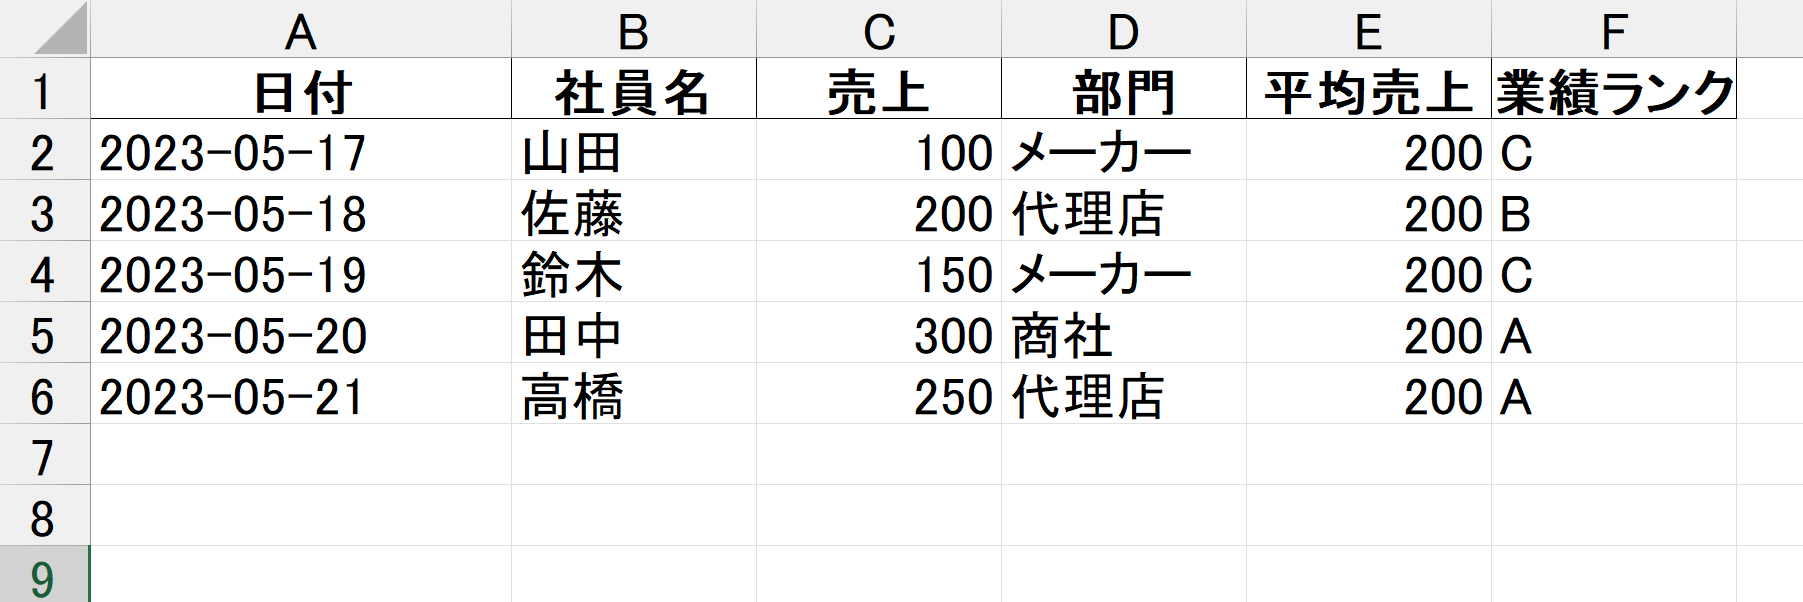 A B C D E F
1 日付 社員名 売上 部門 平均売上 業績ランク
2 2023-05-17 山田 100 メーカー 200 C
3 2023-05-18 佐藤 200 代理店 200 B
4 2023-05-19 鈴木 150 メーカー 200 C
5 2023-05-20 田中 300 商社 200 A
6 2023-05-21 高橋 250 代理店 200 A
7
8
9